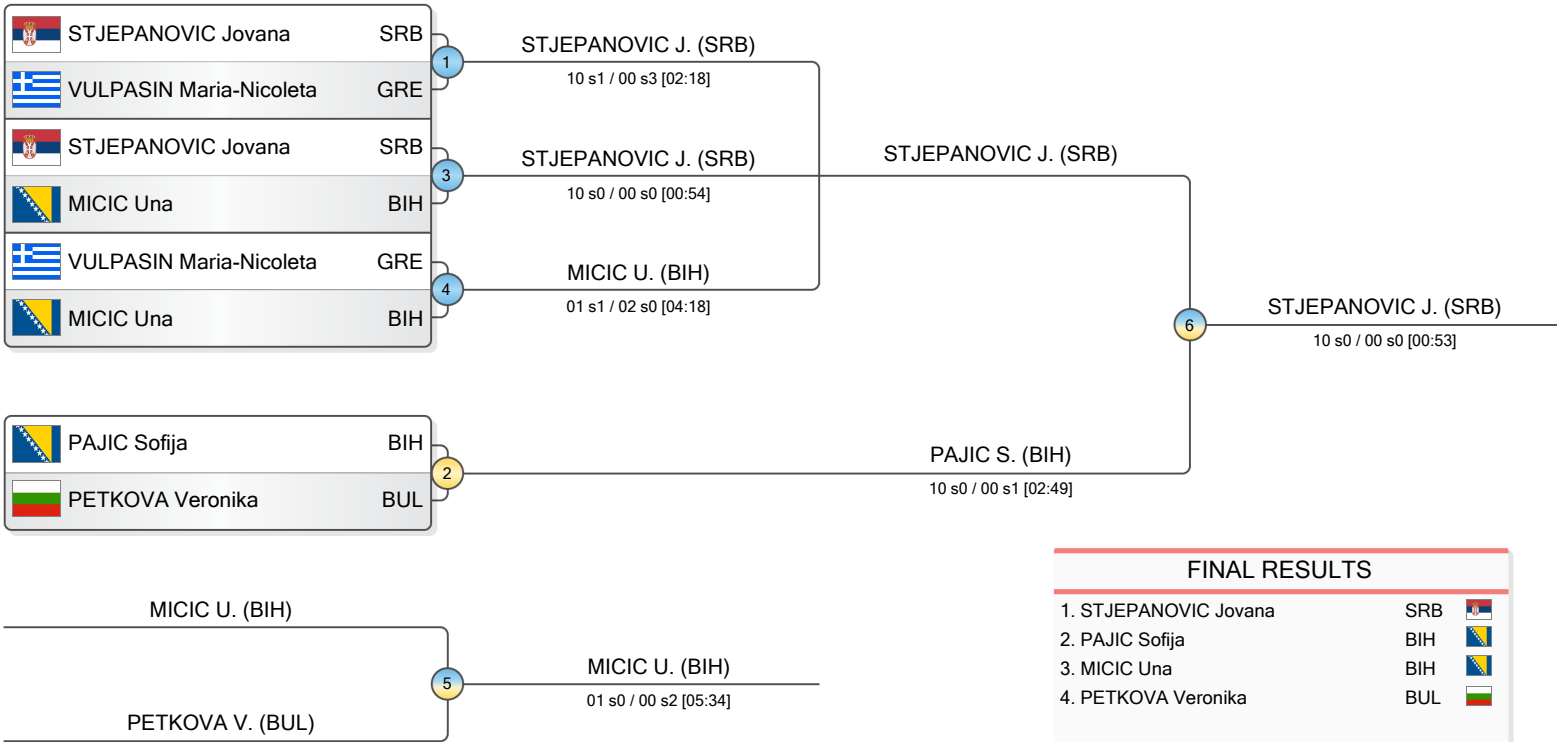 STJEPANOVIC Jovana SRB
VULPASIN Maria-Nicoleta GRE
1
STJEPANOVIC J. (SRB)
10 s1 / 00 s3 [02:18]
STJEPANOVIC Jovana SRB
MICIC Una BIH
3
STJEPANOVIC J. (SRB)
10 s0 / 00 s0 [00:54]
VULPASIN Maria-Nicoleta GRE
MICIC Una BIH
4
MICIC U. (BIH)
01 s1 / 02 s0 [04:18]
STJEPANOVIC J. (SRB)
PAJIC Sofija BIH
PETKOVA Veronika BUL
2
PAJIC S. (BIH)
10 s0 / 00 s1 [02:49]
6
STJEPANOVIC J. (SRB)
10 s0 / 00 s0 [00:53]
MICIC U. (BIH)
PETKOVA V. (BUL)
5
MICIC U. (BIH)
01 s0 / 00 s2 [05:34]
FINAL RESULTS
1. STJEPANOVIC Jovana SRB
2. PAJIC Sofija BIH
3. MICIC Una BIH
4. PETKOVA Veronika BUL